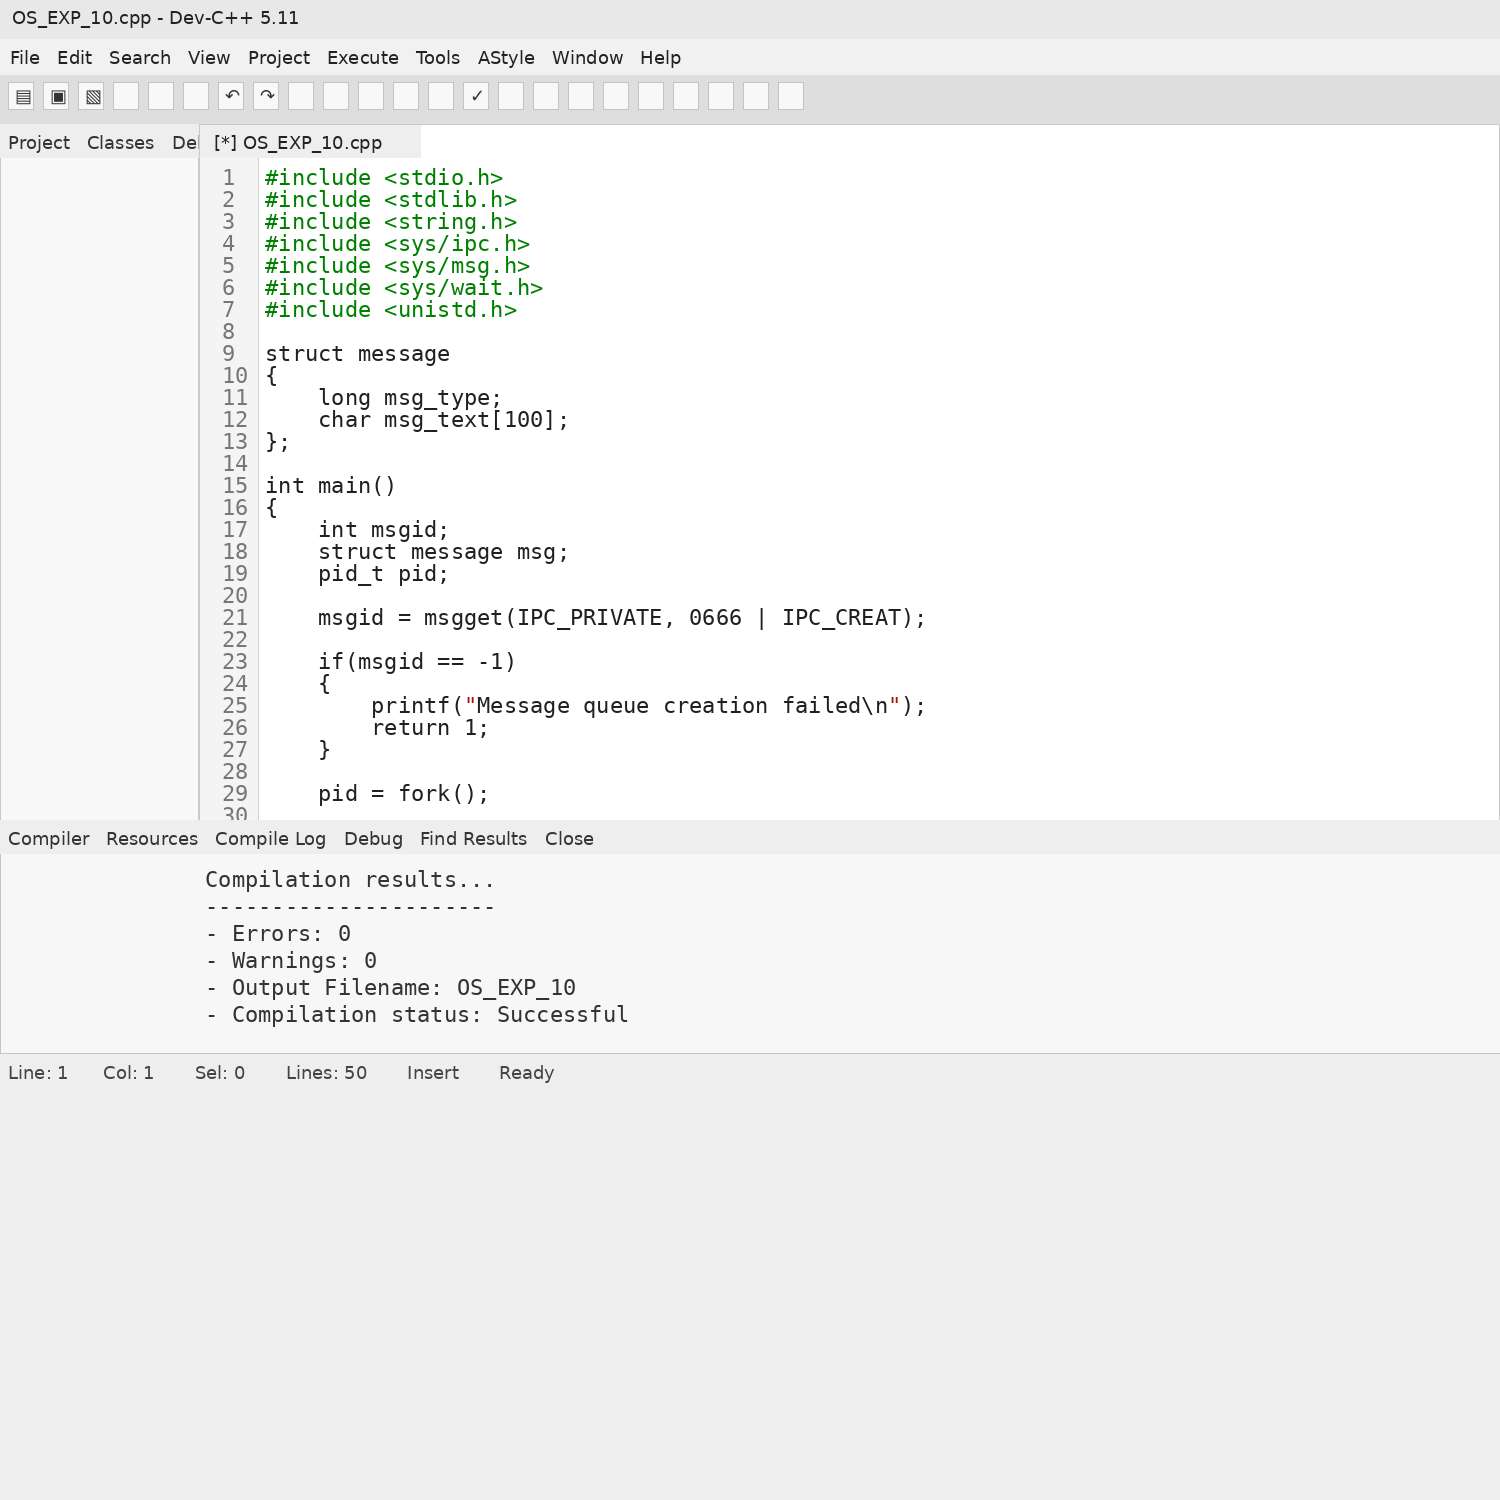 OS_EXP_10.cpp - Dev-C++ 5.11
File Edit Search View Project Execute Tools AStyle Window Help
Project Classes
[*] OS_EXP_10.cpp
1 #include <stdio.h>
2 #include <stdlib.h>
3 #include <string.h>
4 #include <sys/ipc.h>
5 #include <sys/msg.h>
6 #include <sys/wait.h>
7 #include <unistd.h>
8
9 struct message
10 {
11     long msg_type;
12     char msg_text[100];
13 };
14
15 int main()
16 {
17     int msgid;
18     struct message msg;
19     pid_t pid;
20
21     msgid = msgget(IPC_PRIVATE, 0666 | IPC_CREAT);
22
23     if(msgid == -1)
24     {
25         printf("Message queue creation failed\n");
26         return 1;
27     }
28
29     pid = fork();
30
Compiler Resources Compile Log Debug Find Results Close
Compilation results...
----------------------
- Errors: 0
- Warnings: 0
- Output Filename: OS_EXP_10
- Compilation status: Successful
Line: 1 Col: 1 Sel: 0 Lines: 50 Insert Ready